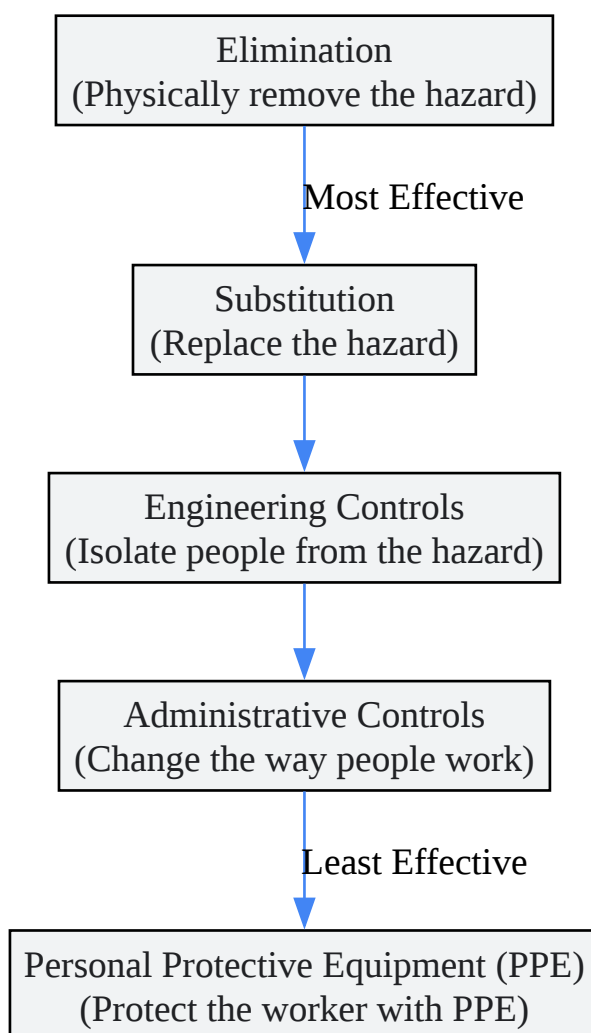 Elimination
(Physically remove the hazard)
Most Effective
Substitution
(Replace the hazard)
Engineering Controls
(Isolate people from the hazard)
Administrative Controls
(Change the way people work)
Least Effective
Personal Protective Equipment (PPE)
(Protect the worker with PPE)